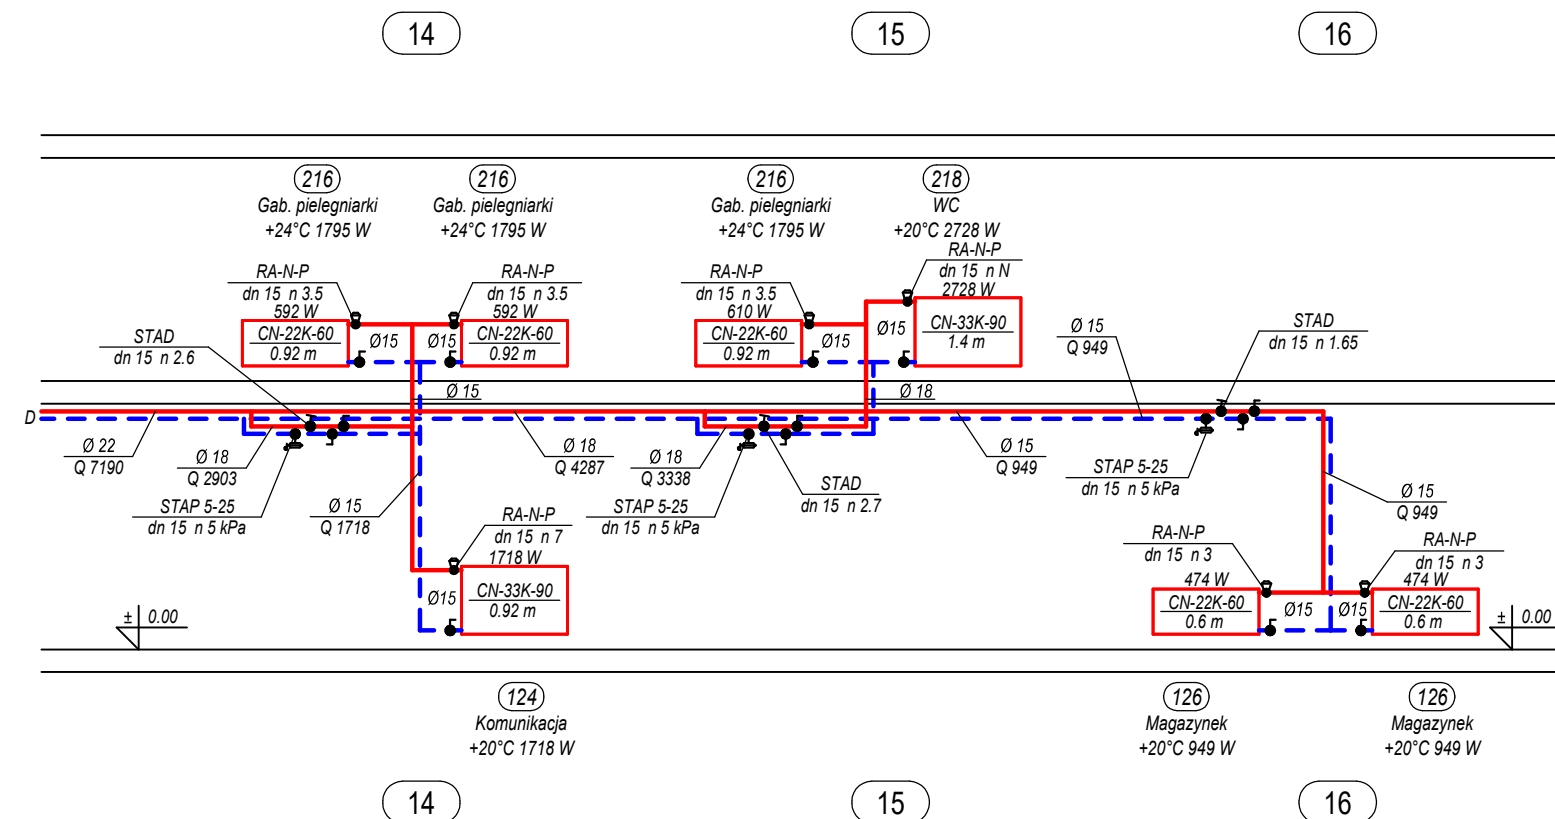 14
15
16
216
Gab. pielegniarki
+24°C 1795 W
216
Gab. pielegniarki
+24°C 1795 W
216
Gab. pielegniarki
+24°C 1795 W
218
WC
+20°C 2728 W
RA-N-P
dn 15 n 3.5
592 W
CN-22K-60
0.92 m
Ø15
RA-N-P
dn 15 n 3.5
592 W
Ø15
CN-22K-60
0.92 m
RA-N-P
dn 15 n 3.5
610 W
CN-22K-60
0.92 m
Ø15
RA-N-P
dn 15 n N
2728 W
Ø15
CN-33K-90
1.4 m
Ø 15
Q 949
STAD
dn 15 n 1.65
STAD
dn 15 n 2.6
Ø 15
Ø 18
D
Ø 22
Q 7190
Ø 18
Q 2903
STAP 5-25
dn 15 n 5 kPa
Ø 15
Q 1718
Ø 18
Q 4287
Ø 18
Q 3338
STAP 5-25
dn 15 n 5 kPa
STAD
dn 15 n 2.7
Ø 15
Q 949
STAP 5-25
dn 15 n 5 kPa
Ø 15
Q 949
RA-N-P
dn 15 n 7
1718 W
Ø15
CN-33K-90
0.92 m
RA-N-P
dn 15 n 3
474 W
CN-22K-60
0.6 m
Ø15
RA-N-P
dn 15 n 3
474 W
Ø15
CN-22K-60
0.6 m
± 0.00
± 0.00
124
Komunikacja
+20°C 1718 W
126
Magazynek
+20°C 949 W
126
Magazynek
+20°C 949 W
14
15
16